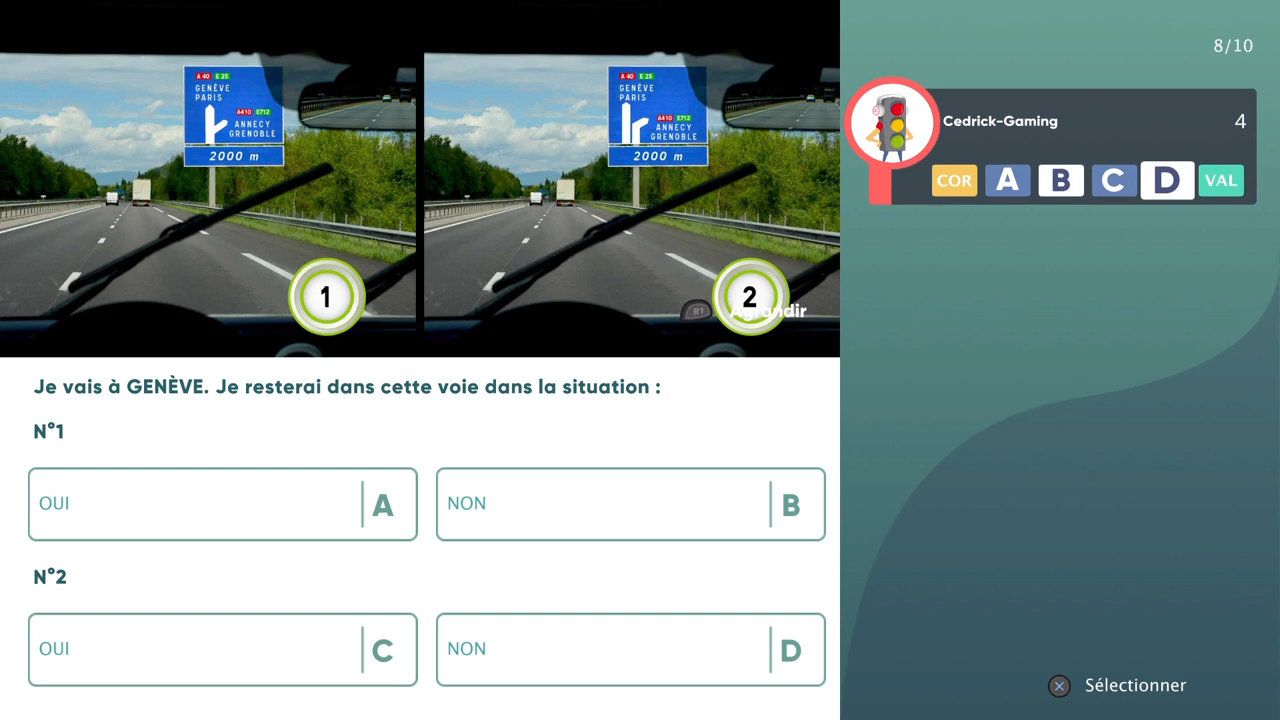 A 40 E 25
GENÈVE
PARIS
A410 E712
ANNECY
GRENOBLE
2000 m
1
A 40 E 25
GENÈVE
PARIS
A410 E712
ANNECY
GRENOBLE
2000 m
2
R1 Agrandir
8/10
Cedrick-Gaming 4
COR A B C D VAL
Je vais à GENÈVE. Je resterai dans cette voie dans la situation :
N°1
OUI A
NON B
N°2
OUI C
NON D
Sélectionner